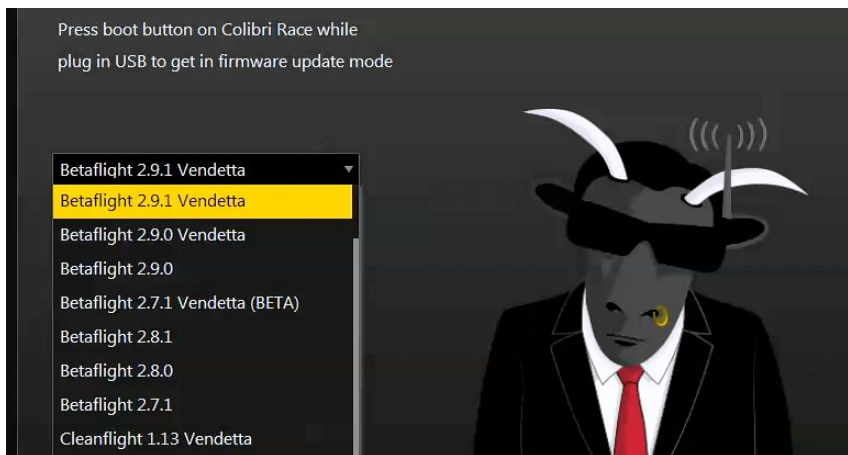 Press boot button on Colibri Race while
plug in USB to get in firmware update mode
Betaflight 2.9.1 Vendetta
Betaflight 2.9.1 Vendetta
Betaflight 2.9.0 Vendetta
Betaflight 2.9.0
Betaflight 2.7.1 Vendetta (BETA)
Betaflight 2.8.1
Betaflight 2.8.0
Betaflight 2.7.1
Cleanflight 1.13 Vendetta